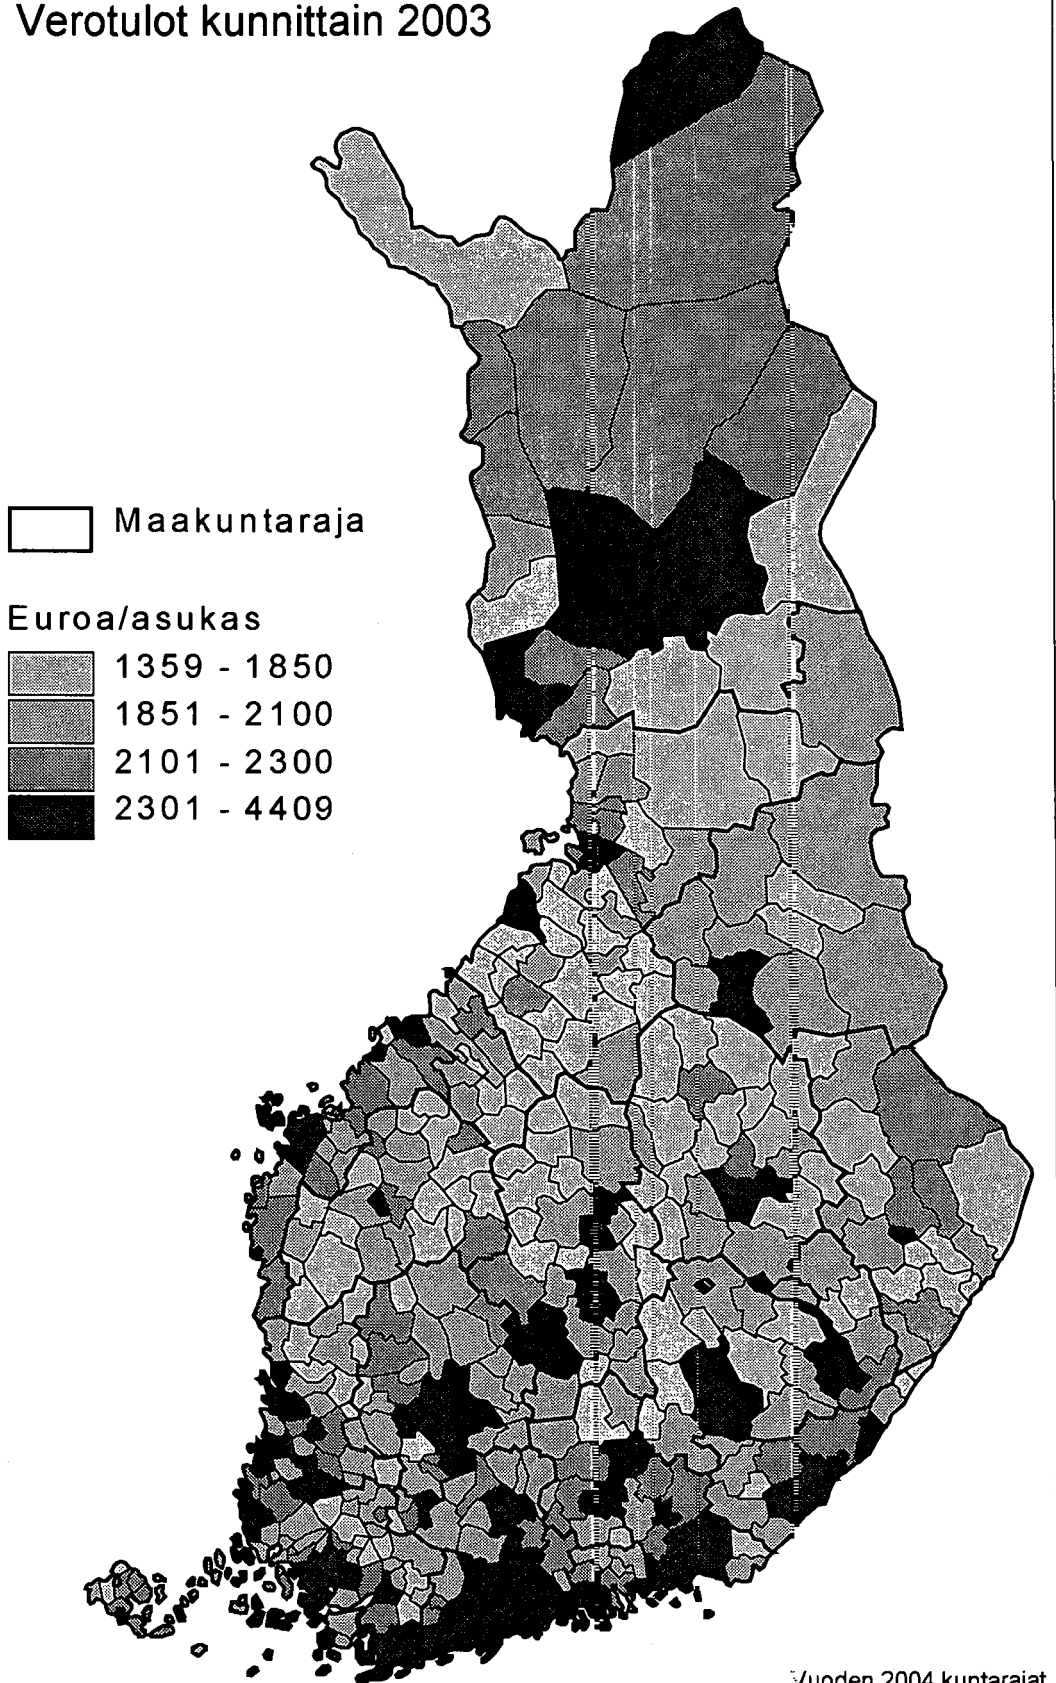 Verotulot kunnittain 2003
Maakuntaraja
Euroa/asukas
1359 - 1850
1851 - 2100
2101 - 2300
2301 - 4409
Vuoden 2004 kuntarajat